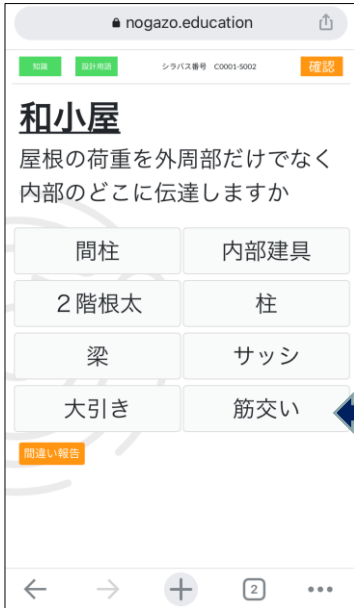 nogazo.education
知識 設計用語 シラバス番号 C0001-S002 確認
和小屋
屋根の荷重を外周部だけでなく
内部のどこに伝達しますか
間柱 内部建具
２階根太 柱
梁 サッシ
大引き 筋交い
間違い報告
2